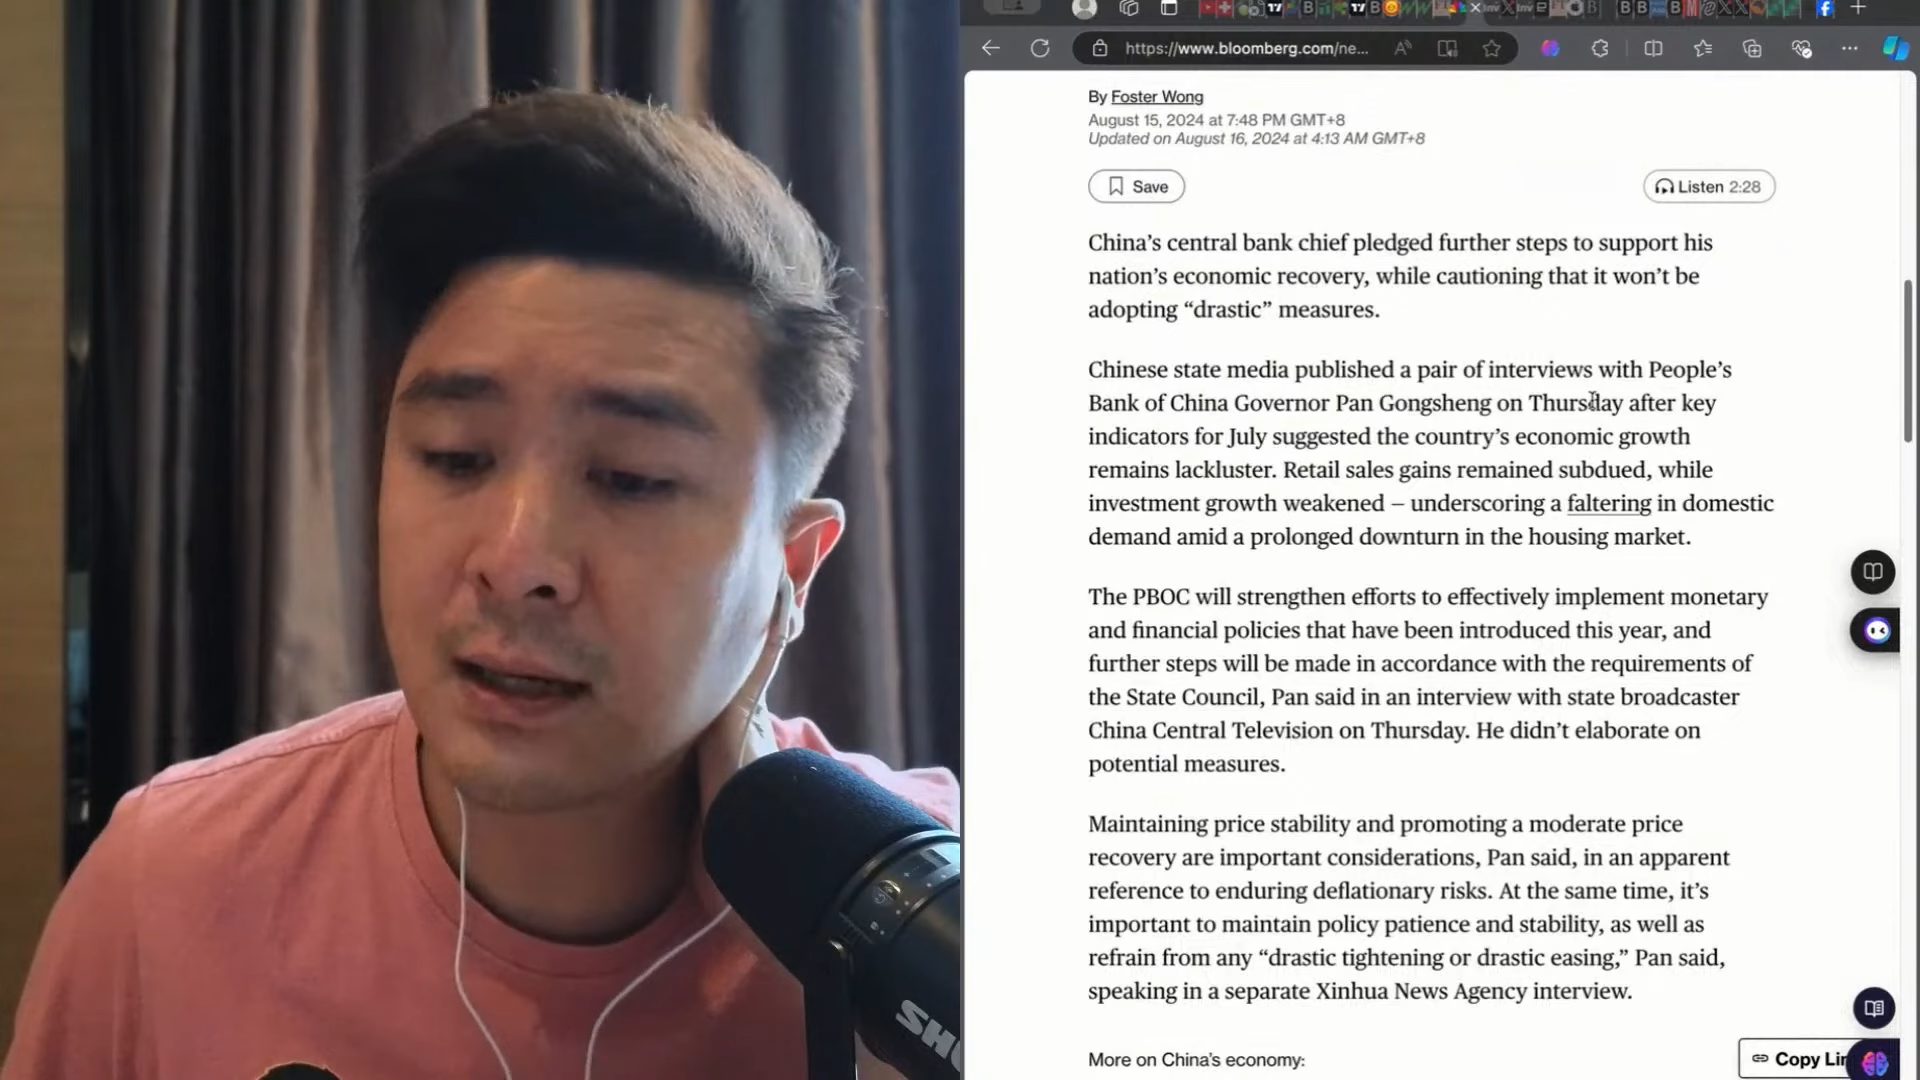 https://www.bloomberg.com/ne...
By Foster Wong
August 15, 2024 at 7:48 PM GMT+8
Updated on August 16, 2024 at 4:13 AM GMT+8
Save
Listen 2:28
China’s central bank chief pledged further steps to support his
nation’s economic recovery, while cautioning that it won’t be
adopting “drastic” measures.
Chinese state media published a pair of interviews with People’s
Bank of China Governor Pan Gongsheng on Thursday after key
indicators for July suggested the country’s economic growth
remains lackluster. Retail sales gains remained subdued, while
investment growth weakened – underscoring a faltering in domestic
demand amid a prolonged downturn in the housing market.
The PBOC will strengthen efforts to effectively implement monetary
and financial policies that have been introduced this year, and
further steps will be made in accordance with the requirements of
the State Council, Pan said in an interview with state broadcaster
China Central Television on Thursday. He didn’t elaborate on
potential measures.
Maintaining price stability and promoting a moderate price
recovery are important considerations, Pan said, in an apparent
reference to enduring deflationary risks. At the same time, it’s
important to maintain policy patience and stability, as well as
refrain from any “drastic tightening or drastic easing,” Pan said,
speaking in a separate Xinhua News Agency interview.
More on China’s economy:
Copy Lin
SHU